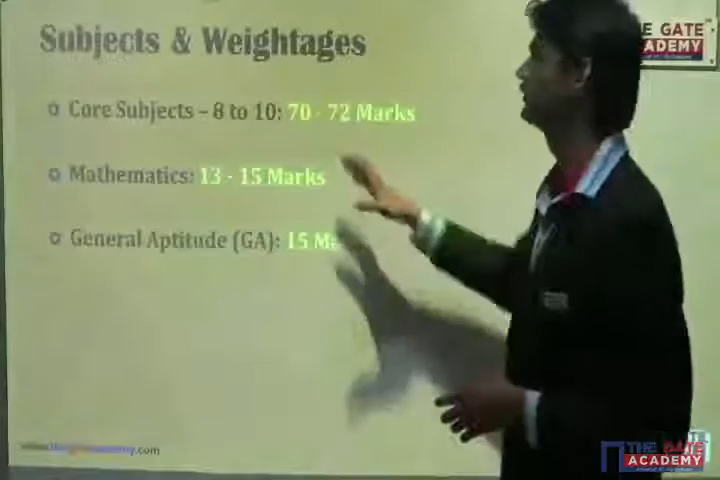 Subjects & Weightages
THE GATE
ACADEMY
Core Subjects – 8 to 10: 70 - 72 Marks
Mathematics: 13 - 15 Marks
General Aptitude (GA): 15
THE GATE
ACADEMY